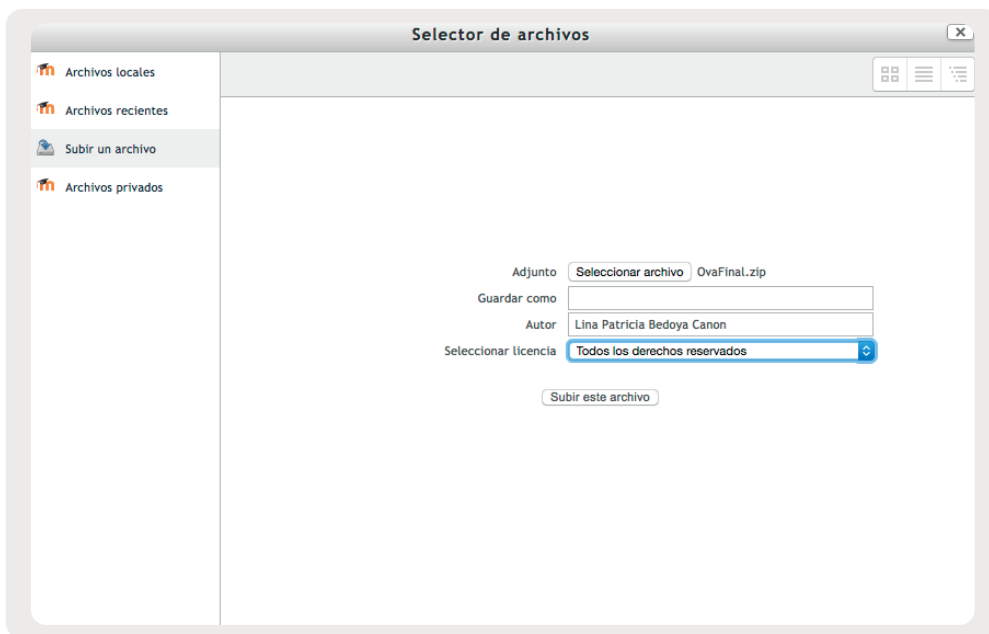 Selector de archivos
Archivos locales
Archivos recientes
Subir un archivo
Archivos privados
Adjunto Seleccionar archivo OvaFinal.zip
Guardar como
Autor Lina Patricia Bedoya Canon
Seleccionar licencia Todos los derechos reservados
Subir este archivo